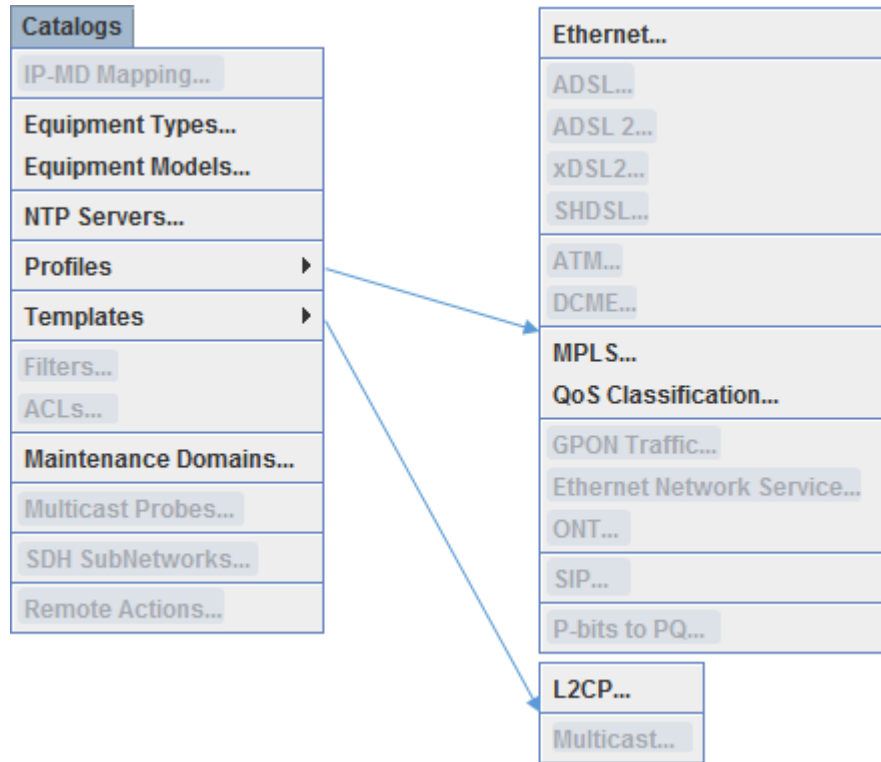 Catalogs
IP-MD Mapping...
Equipment Types...
Equipment Models...
NTP Servers...
Profiles
Templates
Filters...
ACLs...
Maintenance Domains...
Multicast Probes...
SDH SubNetworks...
Remote Actions...
Ethernet...
ADSL...
ADSL 2...
xDSL2...
SHDSL...
ATM...
DCME...
MPLS...
QoS Classification...
GPON Traffic...
Ethernet Network Service...
ONT...
SIP...
P-bits to PQ...
L2CP...
Multicast...